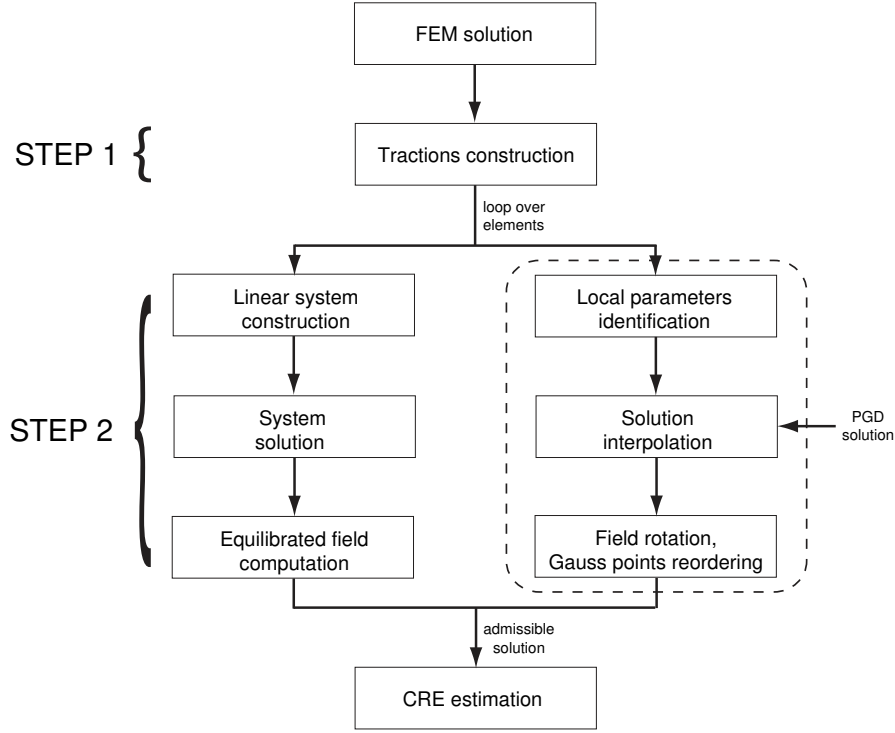 FEM solution
STEP 1
Tractions construction
loop over
elements
Linear system
construction
Local parameters
identification
STEP 2
System
solution
Solution
interpolation
PGD
solution
Equilibrated field
computation
Field rotation,
Gauss points reordering
admissible
solution
CRE estimation